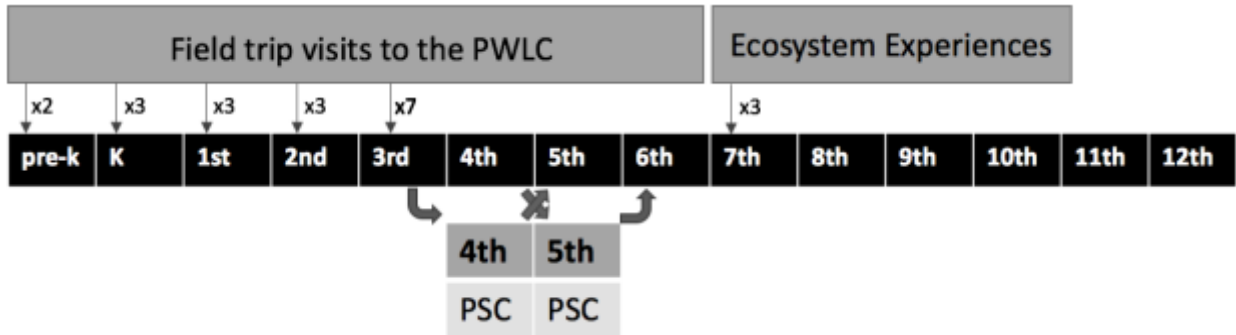 Field trip visits to the PWLC
Ecosystem Experiences
x2 x3 x3 x3 x7 x3
pre-k K 1st 2nd 3rd 4th 5th 6th 7th 8th 9th 10th 11th 12th
4th 5th
PSC PSC